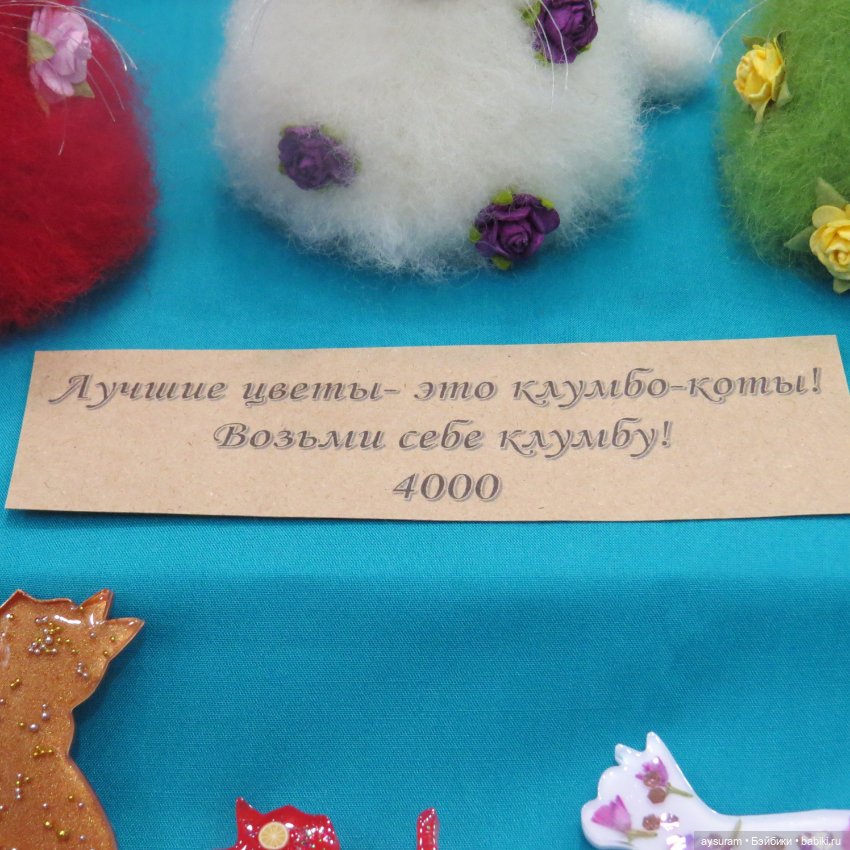 Лучшие цветы- это клумбо-коты!
Возьми себе клумбу!
4000
aysuram • Бэйбики • babiki.ru